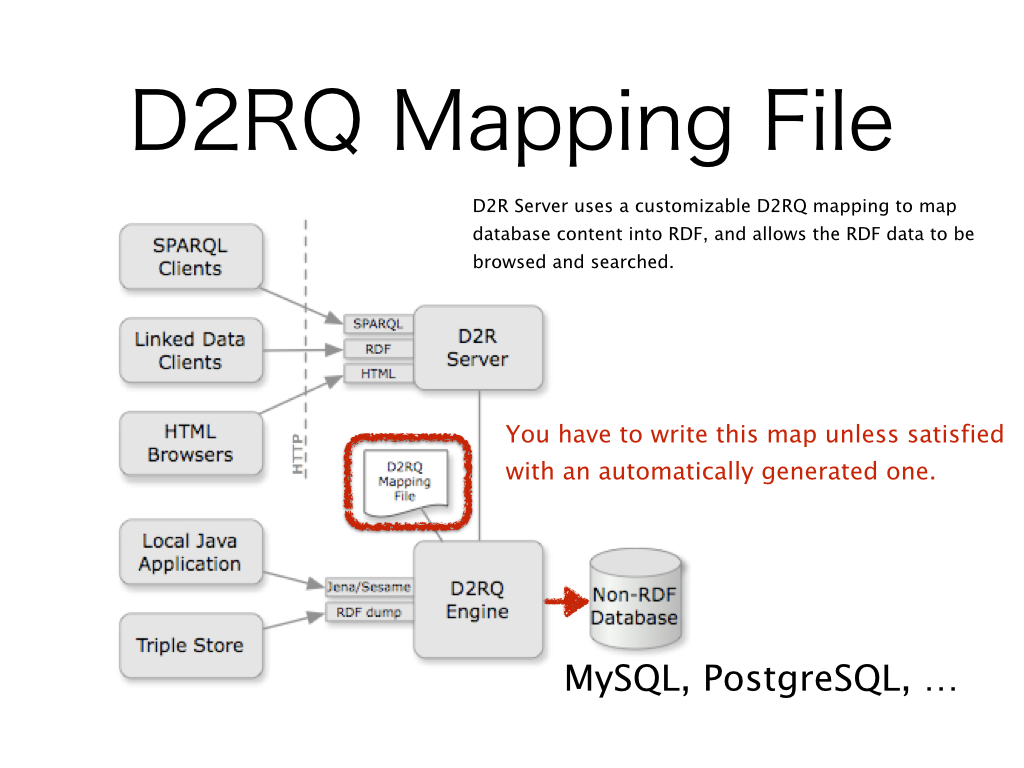 D2RQ Mapping File
D2R Server uses a customizable D2RQ mapping to map
database content into RDF, and allows the RDF data to be
browsed and searched.
SPARQL
Clients
Linked Data
Clients
HTML
Browsers
HTTP
SPARQL
RDF
HTML
D2R
Server
You have to write this map unless satisfied
with an automatically generated one.
D2RQ
Mapping
File
Local Java
Application
Triple Store
Jena/Sesame
RDF dump
D2RQ
Engine
Non-RDF
Database
MySQL, PostgreSQL, …